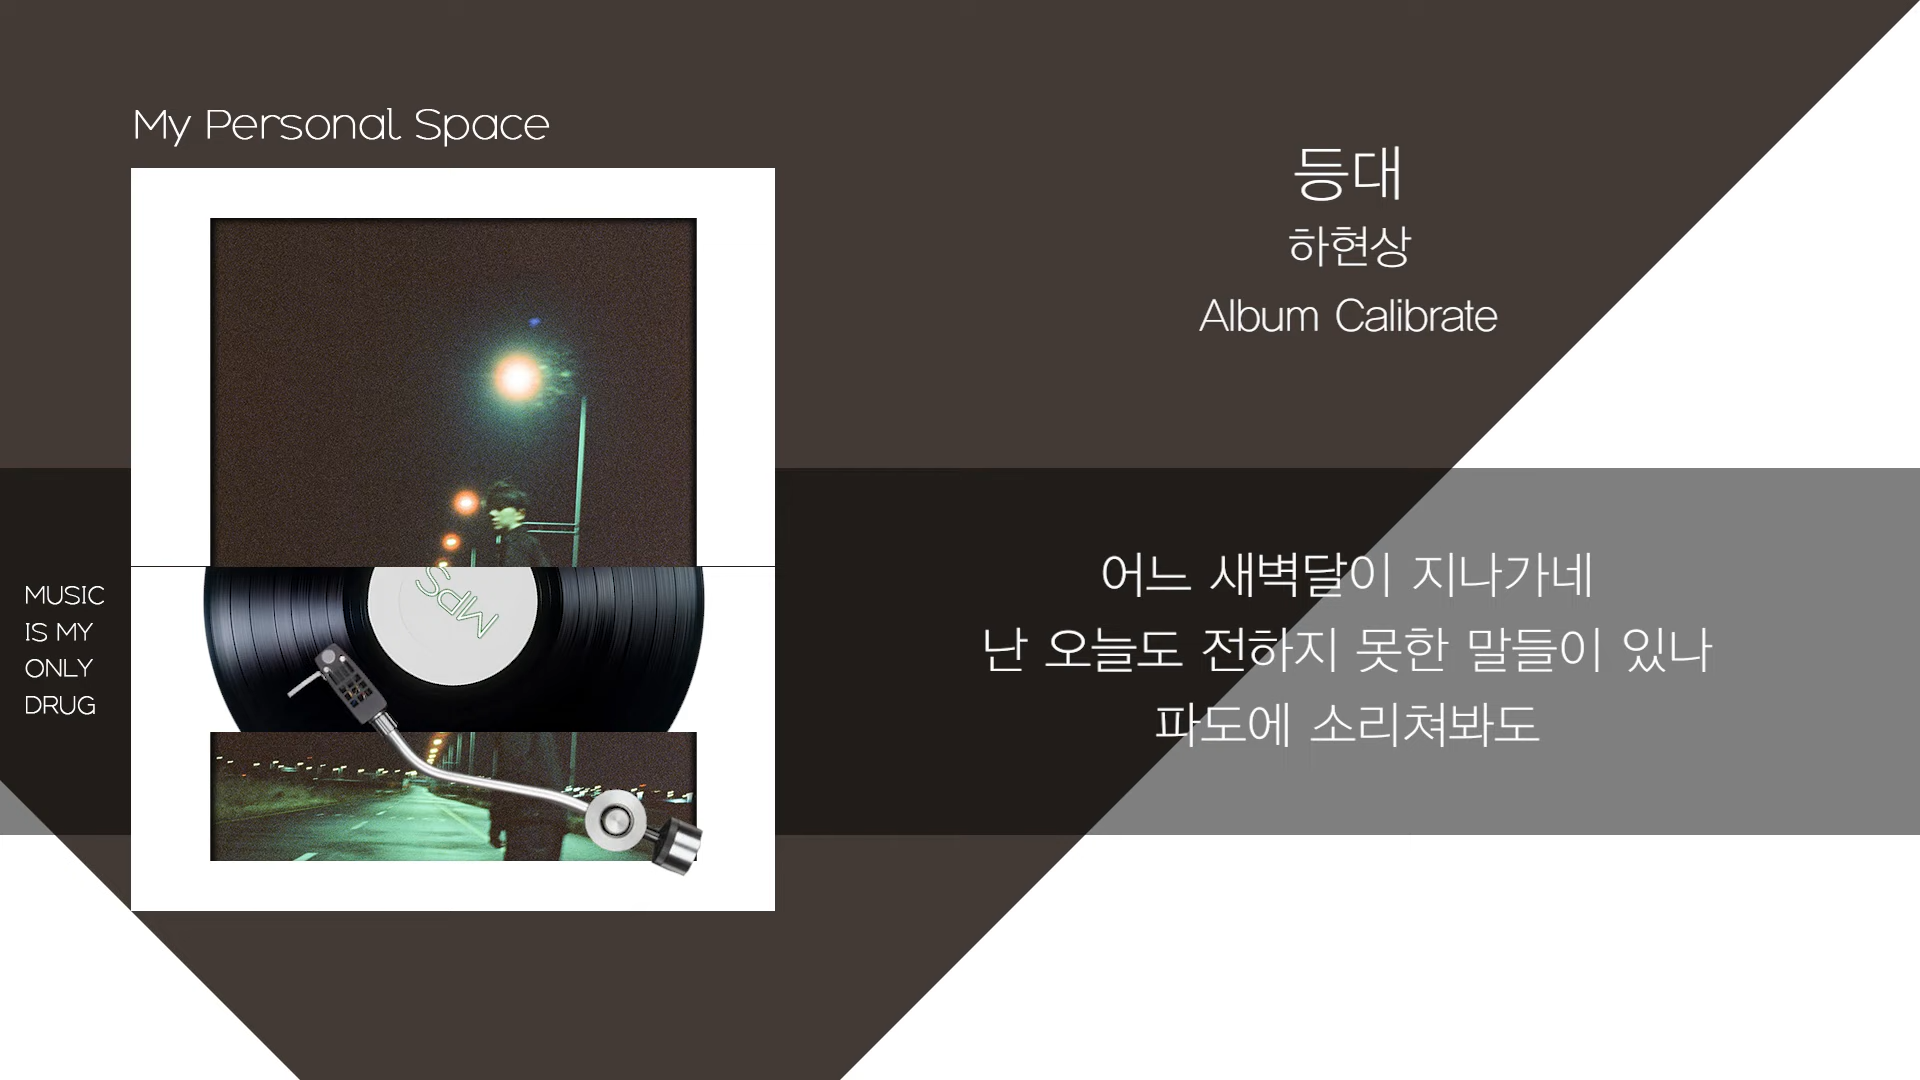 My Personal Space
등대
하현상
Album Calibrate
MUSIC
IS MY
ONLY
DRUG
MPS
어느 새벽달이 지나가네
난 오늘도 전하지 못한 말들이 있나
파도에 소리쳐봐도